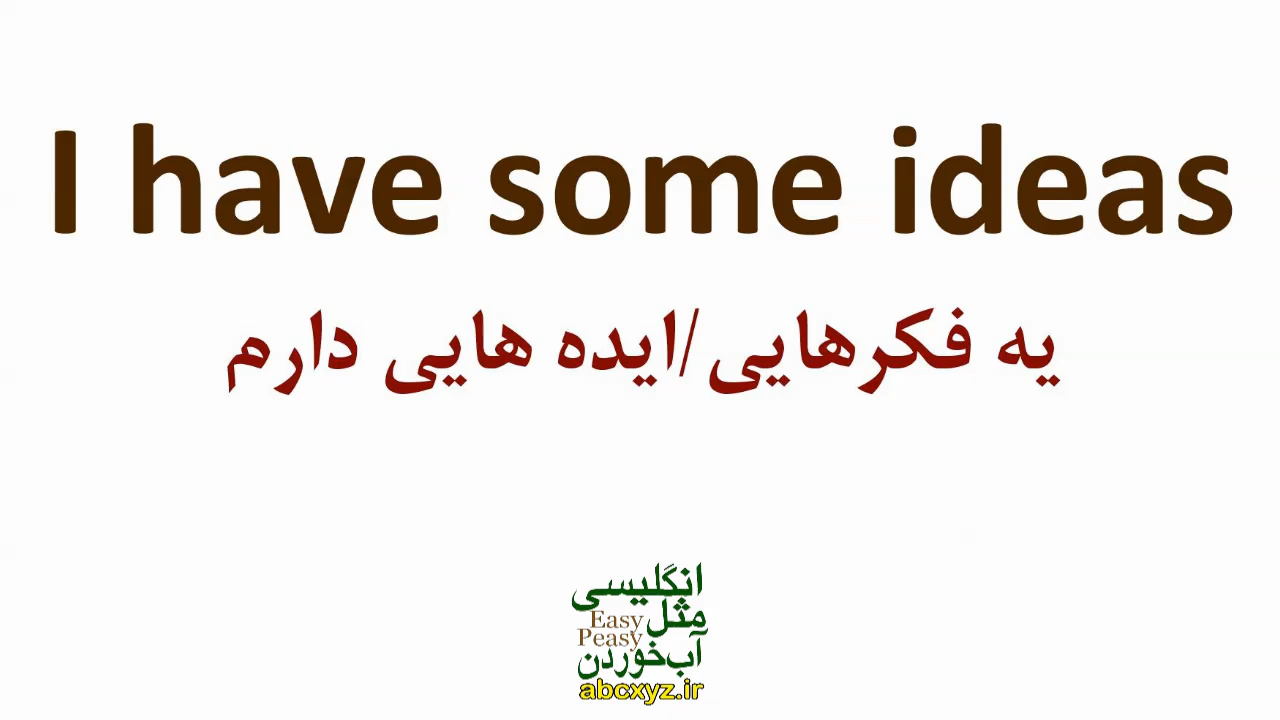 I have some ideas
یه فکرهایی/ایده هایی دارم
انگلیسی
مثل
Easy
Peasy
آب‌خوردن
abcxyz.ir